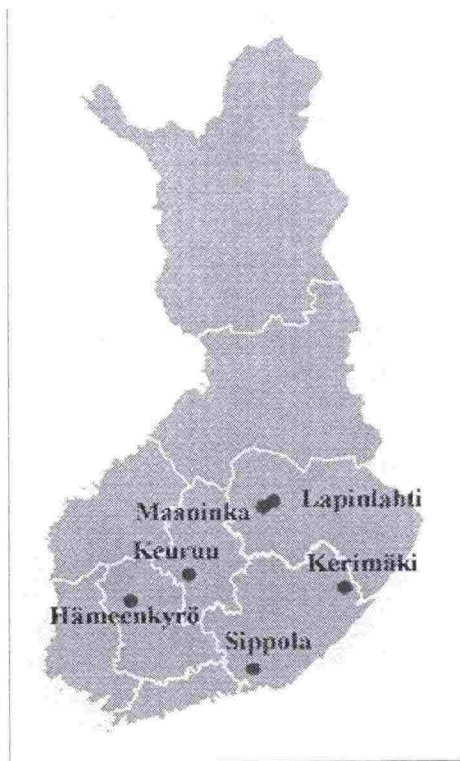 Lapinlahti
Maaninka
Keuruu
Kerimäki
Hämeenkyrö
Sippola